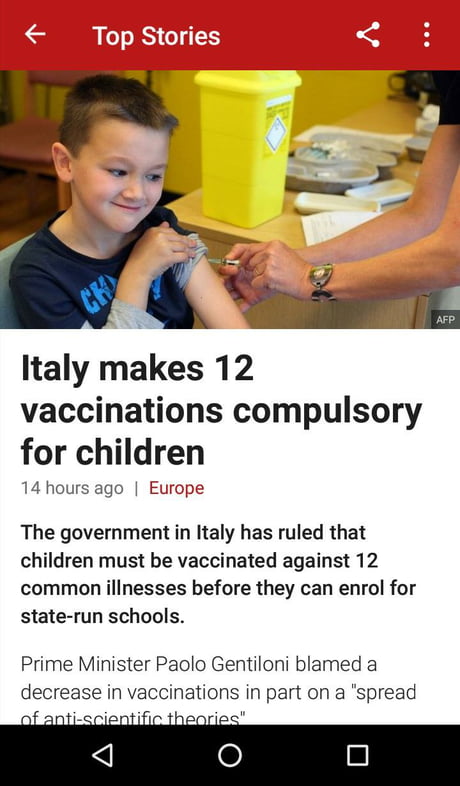 Top Stories
AFP
Italy makes 12
vaccinations compulsory
for children
14 hours ago | Europe
The government in Italy has ruled that
children must be vaccinated against 12
common illnesses before they can enrol for
state-run schools.
Prime Minister Paolo Gentiloni blamed a
decrease in vaccinations in part on a "spread
of anti-scientific theories"